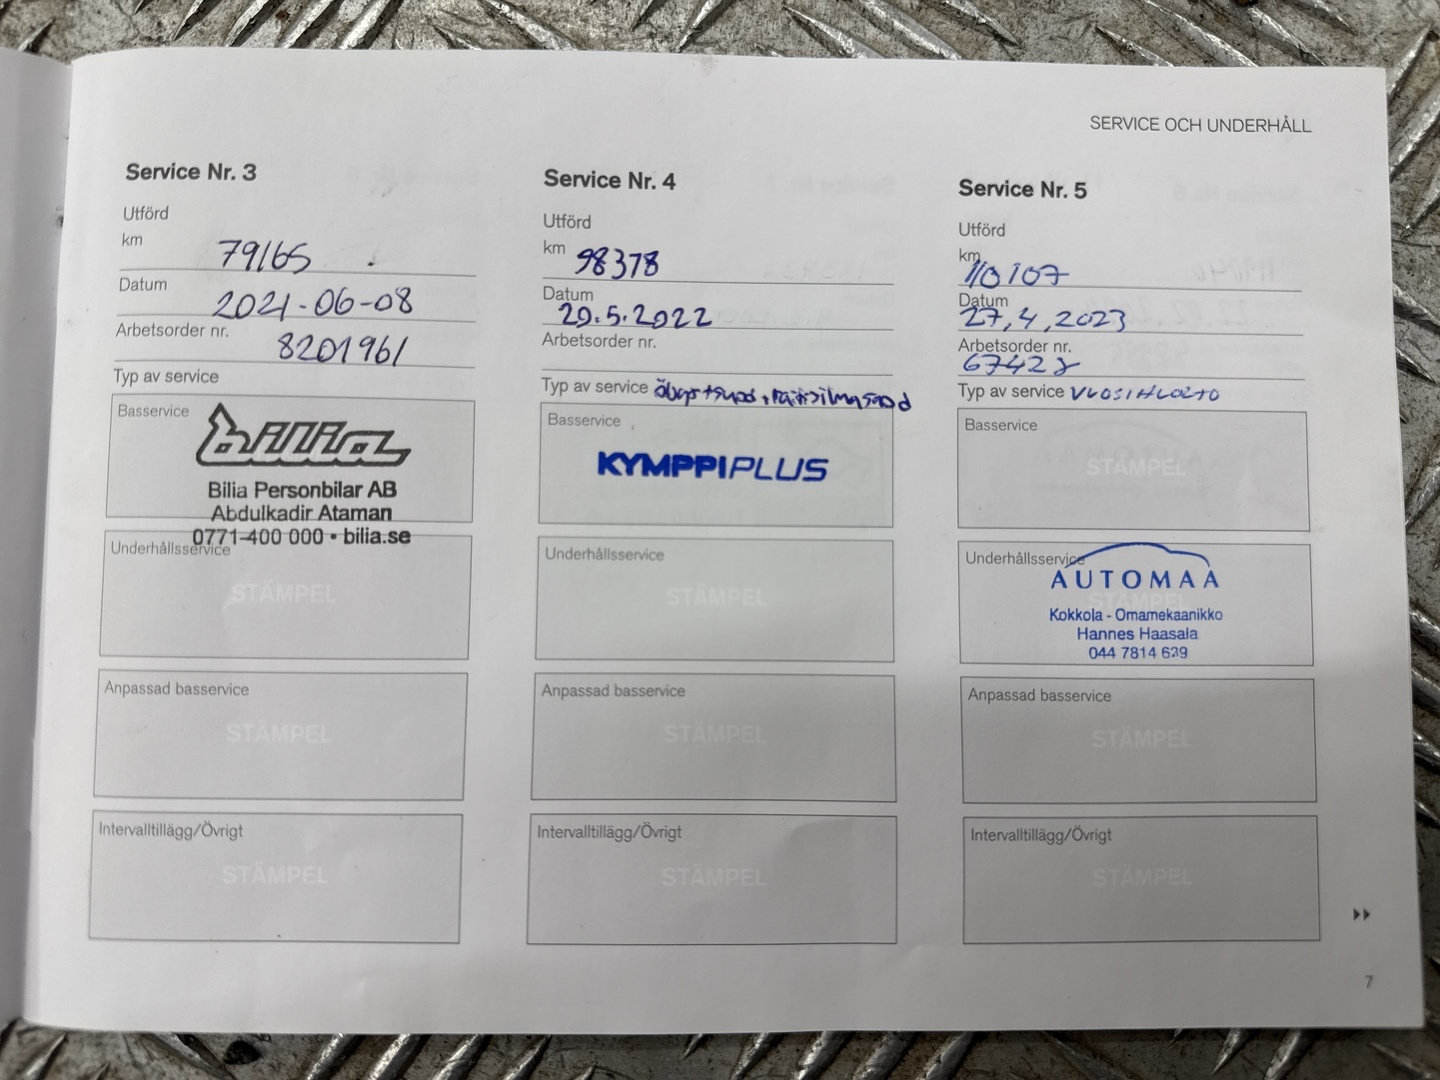 SERVICE OCH UNDERHÅLL
Service Nr. 3
Utförd
km 79165
Datum 2021-06-08
Arbetsorder nr. 8201961
Typ av service
Basservice
bilia
Bilia Personbilar AB
Abdulkadir Ataman
0771-400 000 • bilia.se
Underhållsservice
STÄMPEL
Anpassad basservice
STÄMPEL
Intervalltillägg/Övrigt
STÄMPEL
Service Nr. 4
Utförd
km 98378
Datum 20.5.2022
Arbetsorder nr.
Typ av service
Basservice
KYMPPIPLUS
Underhållsservice
STÄMPEL
Anpassad basservice
STÄMPEL
Intervalltillägg/Övrigt
STÄMPEL
Service Nr. 5
Utförd
km 110107
Datum 27.4.2023
Arbetsorder nr.
Typ av service VUOSIHUOLTO
Basservice
STÄMPEL
Underhållsservice
AUTOMAA
STÄMPEL
Kokkola - Omamekaanikko
Hannes Haasala
044 7814 639
Anpassad basservice
STÄMPEL
Intervalltillägg/Övrigt
STÄMPEL
7